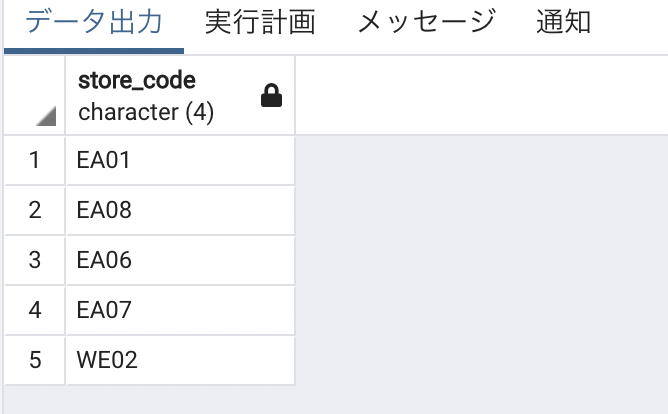 データ出力 実行計画 メッセージ 通知
store_code
character (4)
1 EA01
2 EA08
3 EA06
4 EA07
5 WE02